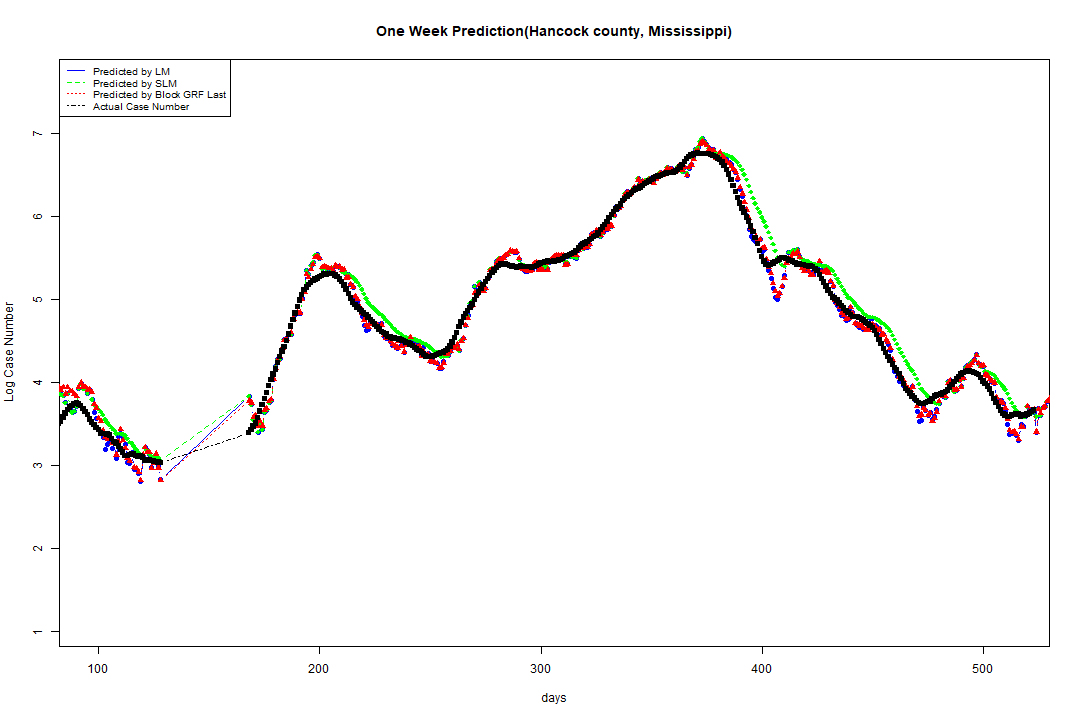 One Week Prediction(Hancock county, Mississippi)
Predicted by LM
Predicted by SLM
Predicted by Block GRF Last
Actual Case Number
7
6
5
4
3
2
1
Log Case Number
100 200 300 400 500
days